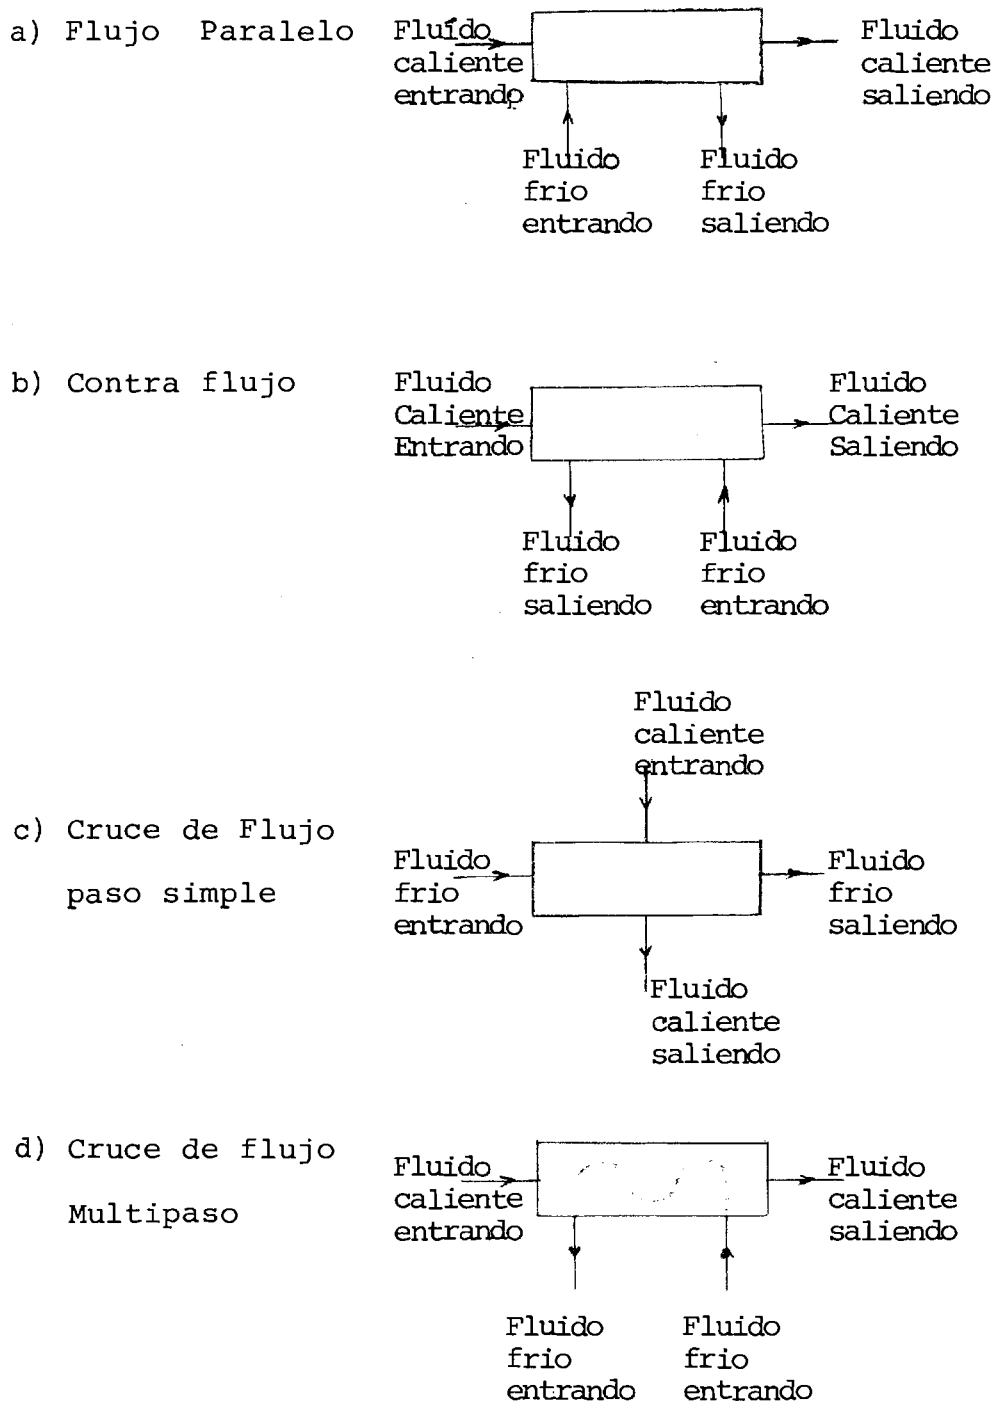 a) Flujo Paralelo
Fluído
caliente
entrando
Fluido
caliente
saliendo
Fluido
frio
entrando
Fluido
frio
saliendo
b) Contra flujo
Fluido
Caliente
Entrando
Fluido
Caliente
Saliendo
Fluido
frio
saliendo
Fluido
frio
entrando
Fluido
caliente
entrando
c) Cruce de Flujo
paso simple
Fluido
frio
entrando
Fluido
frio
saliendo
Fluido
caliente
saliendo
d) Cruce de flujo
Multipaso
Fluido
caliente
entrando
Fluido
caliente
saliendo
Fluido
frio
entrando
Fluido
frio
entrando